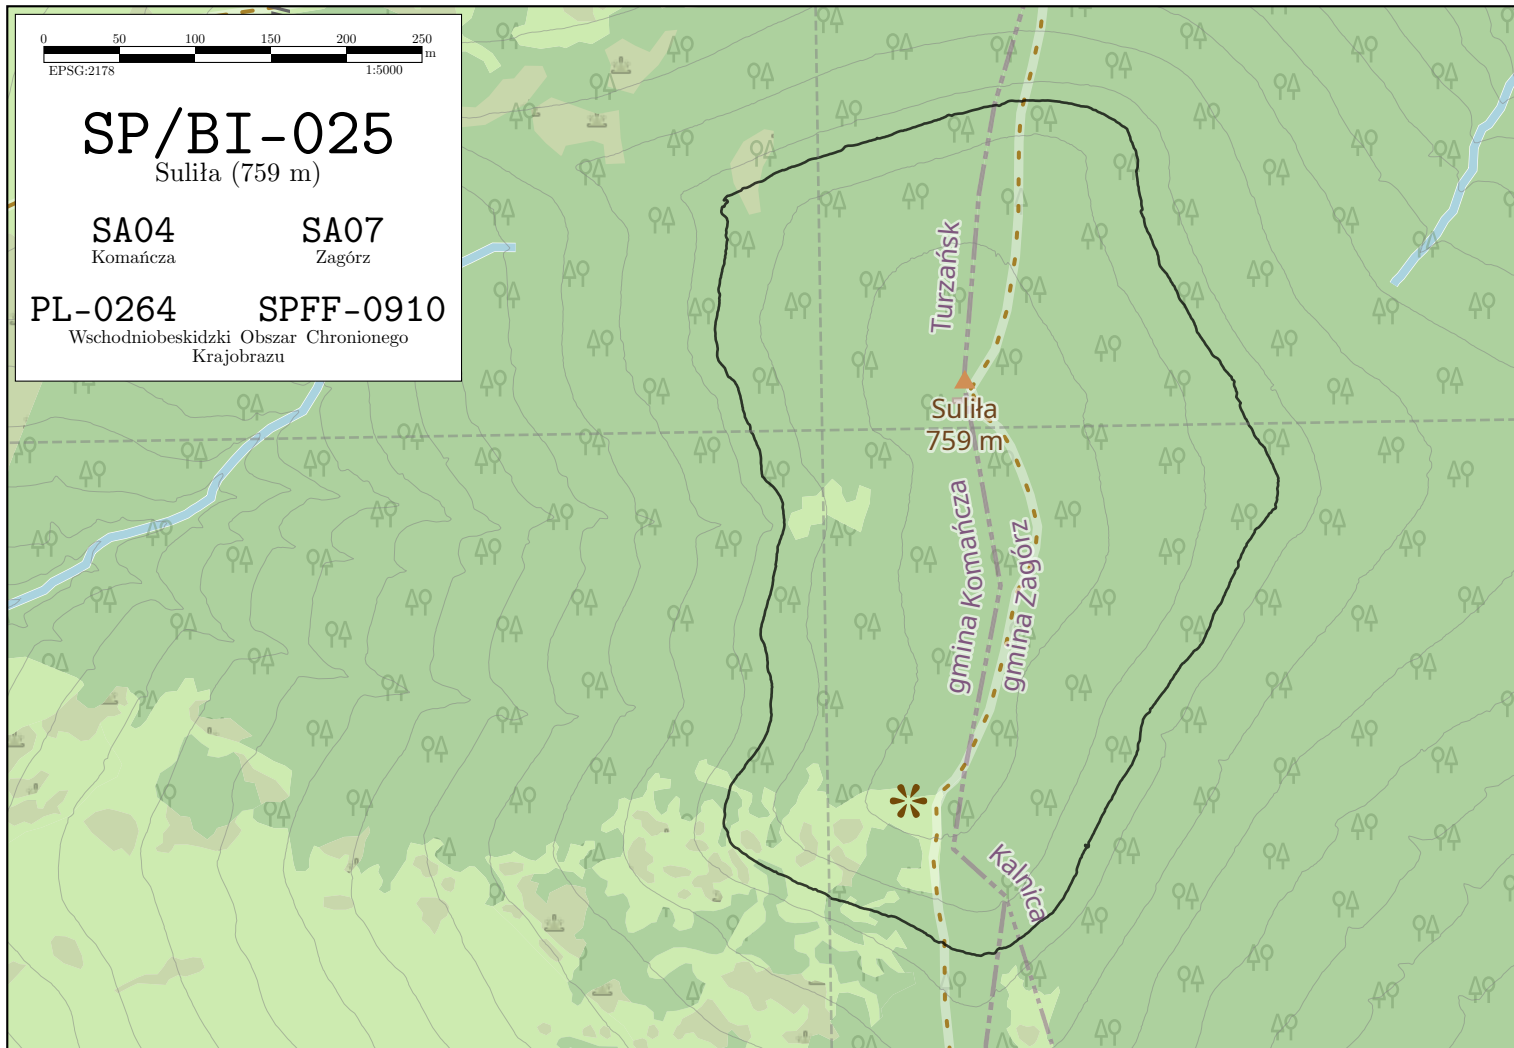 0 50 100 150 200 250
m
EPSG:2178 1:5000
SP/BI-025
Suliła (759 m)
SA04 SA07
Komańcza Zagórz
PL-0264 SPFF-0910
Wschodniobeskidzki Obszar Chronionego
Krajobrazu
Turzańsk
Suliła
759 m
gmina Komańcza
gmina Zagórz
Kalnica